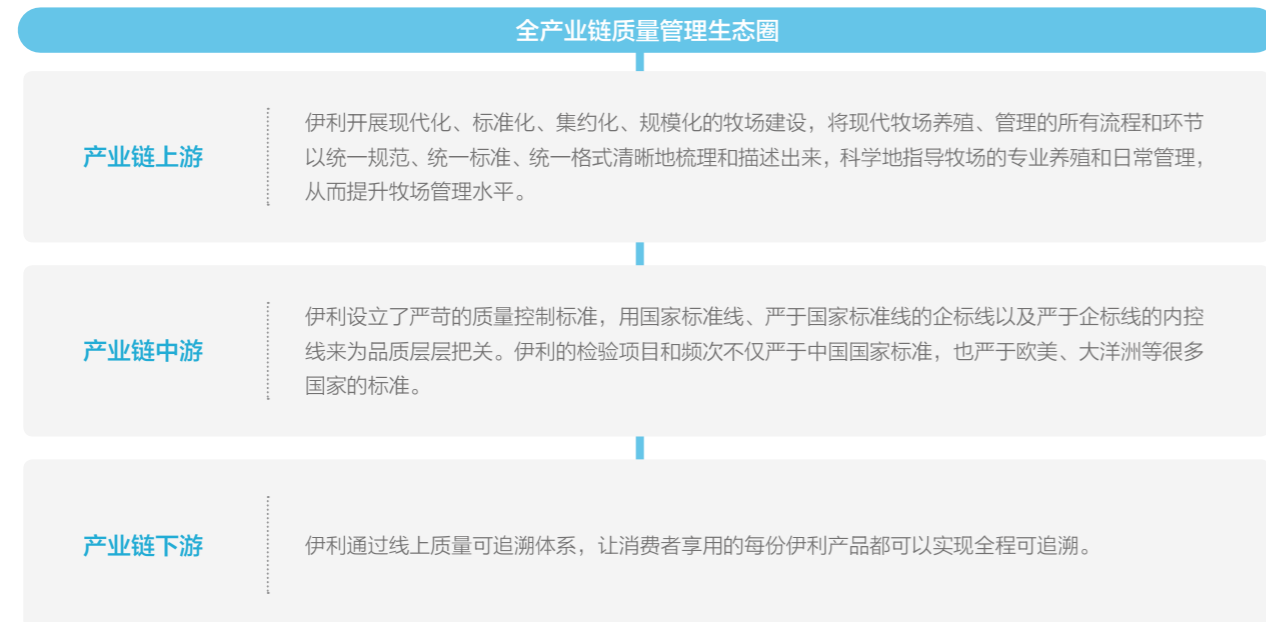 全产业链质量管理生态圈
产业链上游
伊利开展现代化、标准化、集约化、规模化的牧场建设，将现代牧场养殖、管理的所有流程和环节
以统一规范、统一标准、统一格式清晰地梳理和描述出来，科学地指导牧场的专业养殖和日常管理，
从而提升牧场管理水平。
产业链中游
伊利设立了严苛的质量控制标准，用国家标准线、严于国家标准线的企标线以及严于企标线的内控
线来为品质层层把关。伊利的检验项目和频次不仅严于中国国家标准，也严于欧美、大洋洲等很多
国家的标准。
产业链下游
伊利通过线上质量可追溯体系，让消费者享用的每份伊利产品都可以实现全程可追溯。